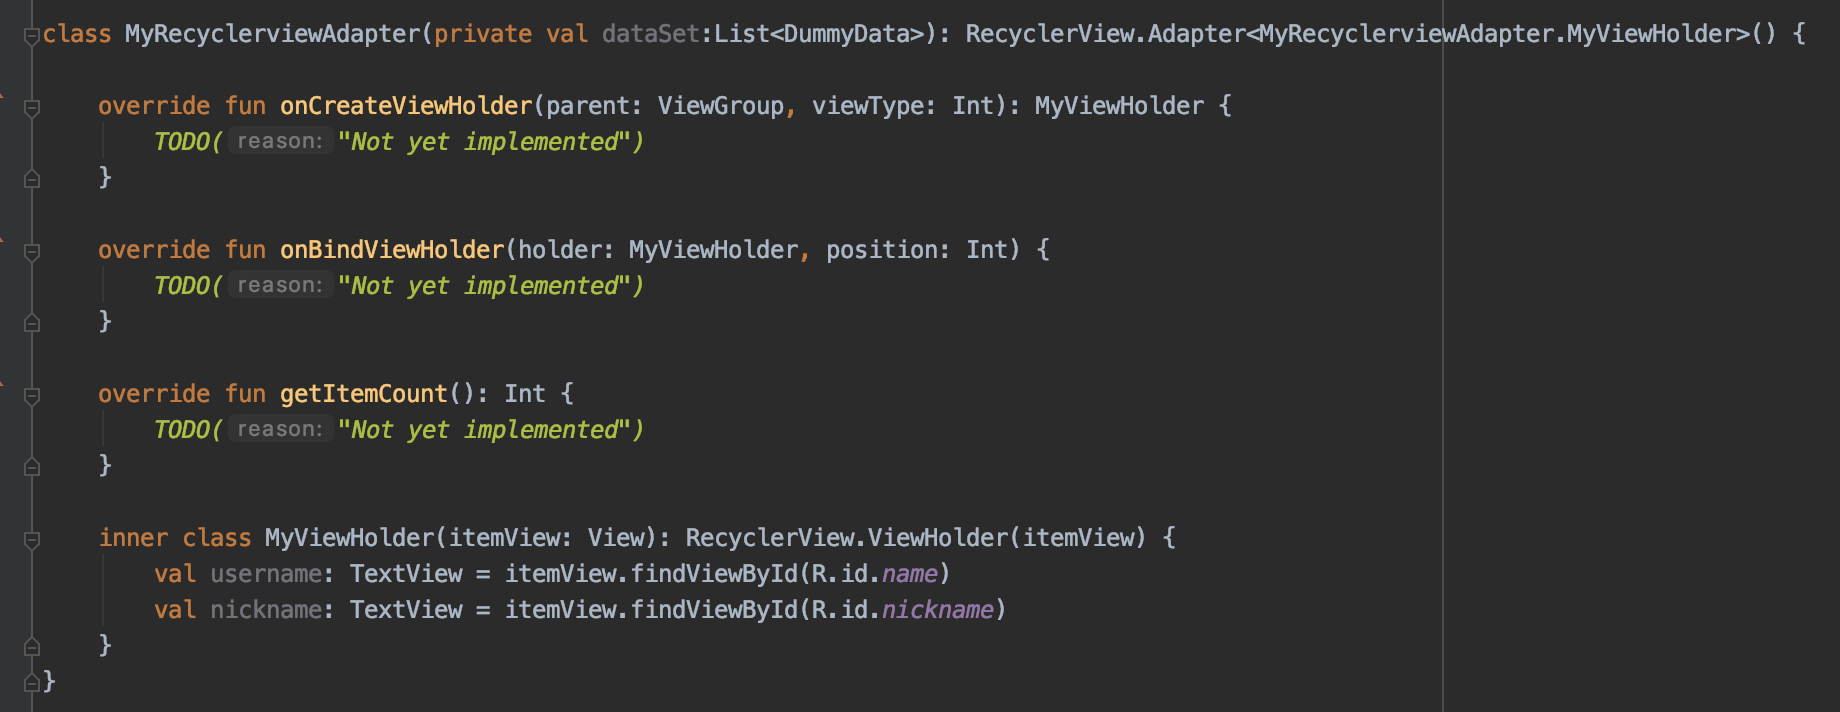 class MyRecyclerviewAdapter(private val dataSet:List<DummyData>): RecyclerView.Adapter<MyRecyclerviewAdapter.MyViewHolder>() {
override fun onCreateViewHolder(parent: ViewGroup, viewType: Int): MyViewHolder {
TODO( reason: "Not yet implemented")
}
override fun onBindViewHolder(holder: MyViewHolder, position: Int) {
TODO( reason: "Not yet implemented")
}
override fun getItemCount(): Int {
TODO( reason: "Not yet implemented")
}
inner class MyViewHolder(itemView: View): RecyclerView.ViewHolder(itemView) {
val username: TextView = itemView.findViewById(R.id.name)
val nickname: TextView = itemView.findViewById(R.id.nickname)
}
}